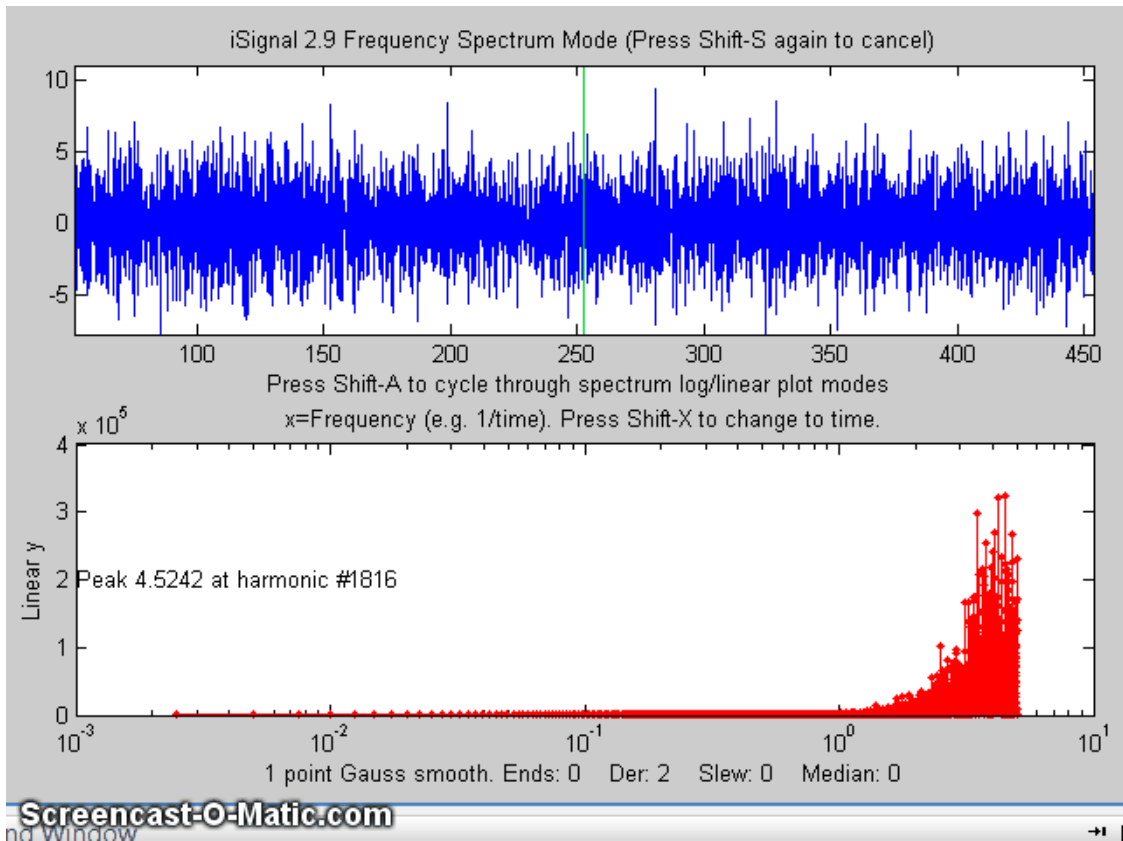 iSignal 2.9 Frequency Spectrum Mode (Press Shift-S again to cancel)
10
5
0
-5
100 150 200 250 300 350 400 450
Press Shift-A to cycle through spectrum log/linear plot modes
x=Frequency (e.g. 1/time). Press Shift-X to change to time.
x 10^5
4
3
2
1
0
Linear y
Peak 4.5242 at harmonic #1816
10^-3 10^-2 10^-1 10^0 10^1
1 point Gauss smooth. Ends: 0 Der: 2 Slew: 0 Median: 0
Screencast-O-Matic.com
nd Window